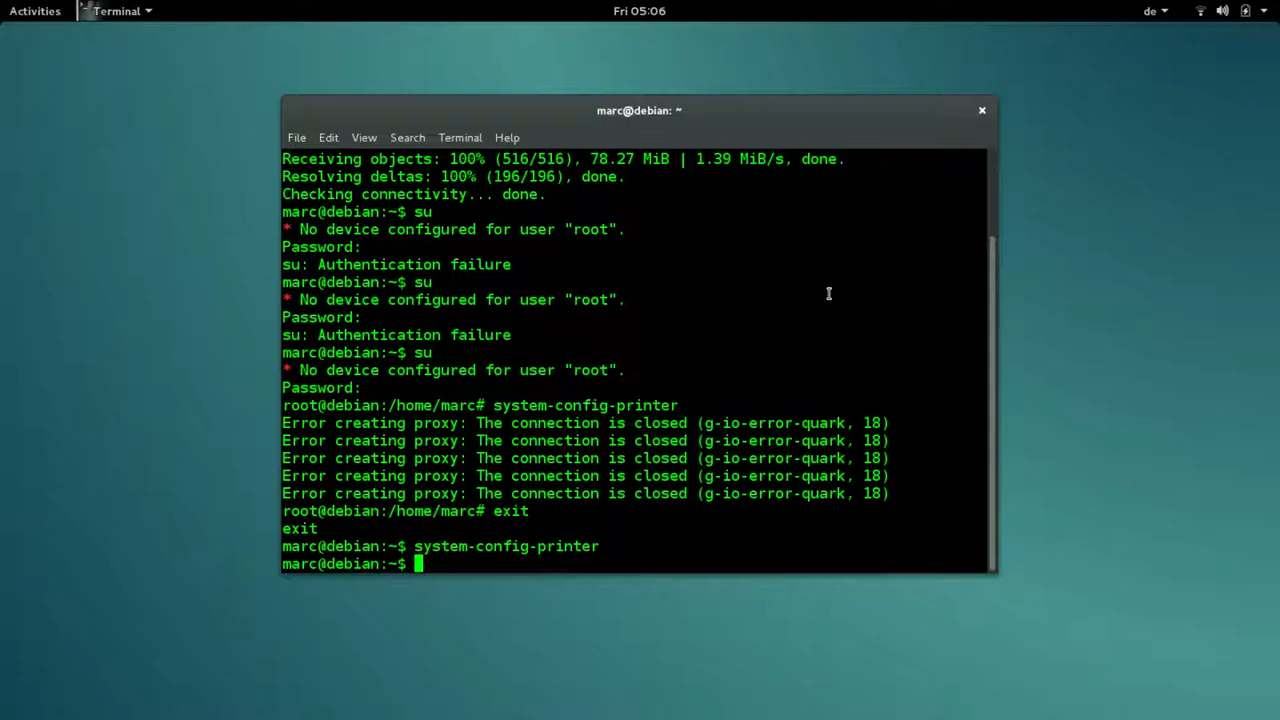 Activities Terminal Fri 05:06 de
marc@debian: ~
File Edit View Search Terminal Help
Receiving objects: 100% (516/516), 78.27 MiB | 1.39 MiB/s, done.
Resolving deltas: 100% (196/196), done.
Checking connectivity... done.
marc@debian:~$ su
* No device configured for user "root".
Password:
su: Authentication failure
marc@debian:~$ su
* No device configured for user "root".
Password:
su: Authentication failure
marc@debian:~$ su
* No device configured for user "root".
Password:
root@debian:/home/marc# system-config-printer
Error creating proxy: The connection is closed (g-io-error-quark, 18)
Error creating proxy: The connection is closed (g-io-error-quark, 18)
Error creating proxy: The connection is closed (g-io-error-quark, 18)
Error creating proxy: The connection is closed (g-io-error-quark, 18)
Error creating proxy: The connection is closed (g-io-error-quark, 18)
root@debian:/home/marc# exit
exit
marc@debian:~$ system-config-printer
marc@debian:~$